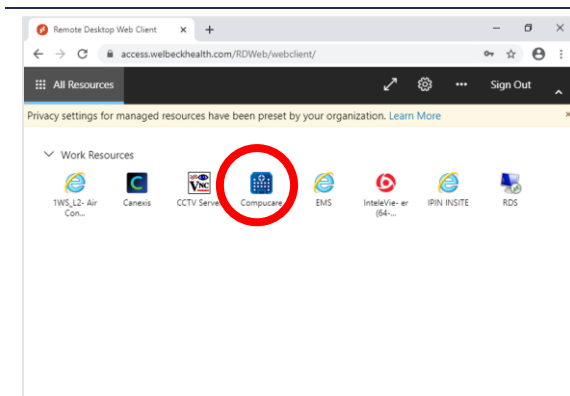 Remote Desktop Web Client
access.welbeckhealth.com/RDWeb/webclient/
All Resources
Sign Out
Privacy settings for managed resources have been preset by your organization. Learn More
Work Resources
1WS_L2- Air Con...
Canexis
CCTV Server
Compucare
EMS
InteleVie- er (64-...
IPIN INSITE
RDS
VNC